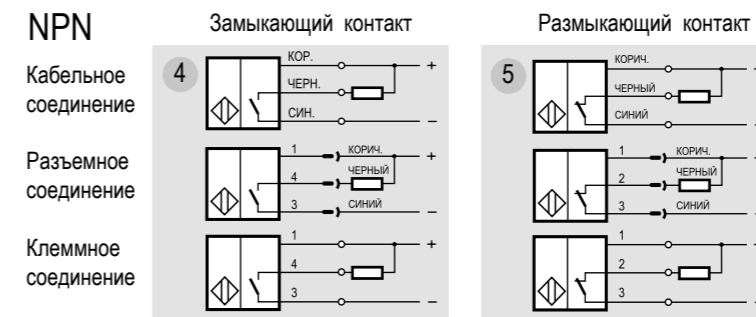 NPN
Замыкающий контакт
Размыкающий контакт
Кабельное
соединение
4
КОР.
+
ЧЕРН.
СИН.
–
5
КОРИЧ.
ЧЕРНЫЙ
СИНИЙ
Разъемное
соединение
1
КОРИЧ.
+
4
ЧЕРНЫЙ
3
СИНИЙ
–
1
КОРИЧ.
2
ЧЕРНЫЙ
3
СИНИЙ
Клеммное
соединение
1
+
4
3
–
1
2
3